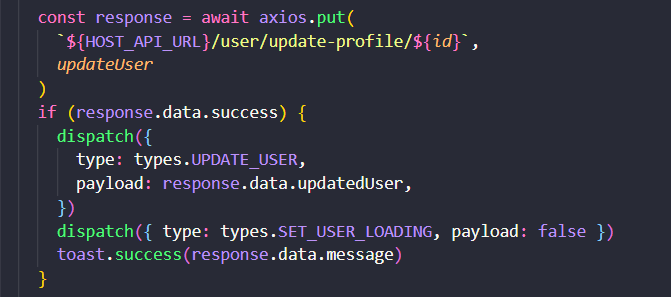 const response = await axios.put(
`${HOST_API_URL}/user/update-profile/${id}`,
updateUser
)
if (response.data.success) {
dispatch({
type: types.UPDATE_USER,
payload: response.data.updatedUser,
})
dispatch({ type: types.SET_USER_LOADING, payload: false })
toast.success(response.data.message)
}